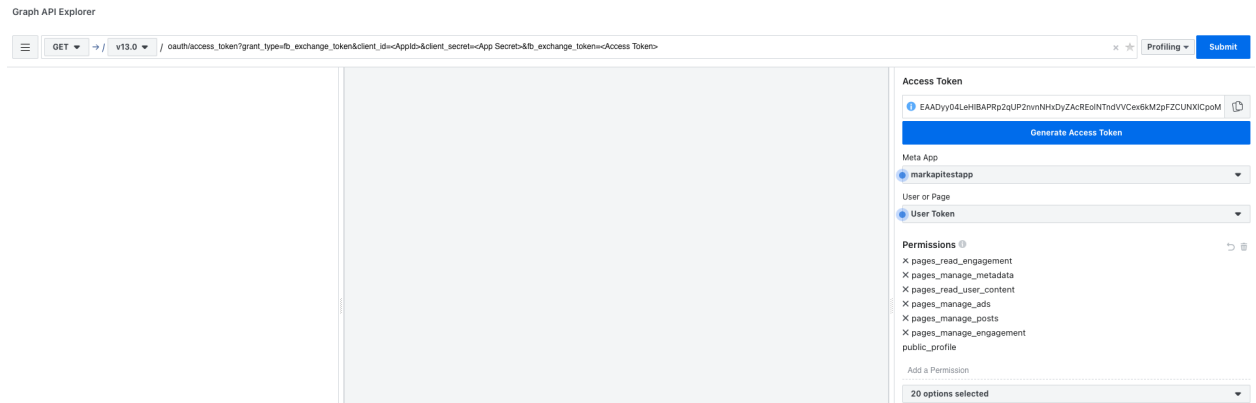 Graph API Explorer
GET → / v13.0 / oauth/access_token?grant_type=fb_exchange_token&client_id=<AppId>&client_secret=<App Secret>&fb_exchange_token=<Access Token> Profiling Submit
Access Token
EAADyy04LeHIBAPRp2qUP2nvnNHxDyZAcREolNTndVVCex6kM2pFZCUNXICpoM
Generate Access Token
Meta App
markapitestapp
User or Page
User Token
Permissions
pages_read_engagement
pages_manage_metadata
pages_read_user_content
pages_manage_ads
pages_manage_posts
pages_manage_engagement
public_profile
Add a Permission
20 options selected